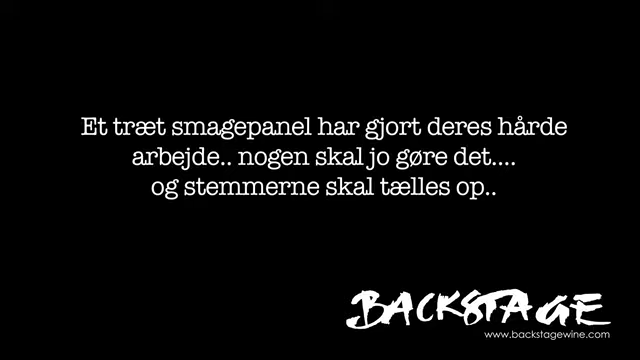 Et træt smagepanel har gjort deres hårde
arbejde.. nogen skal jo gøre det....
og stemmerne skal tælles op..
BACKSTAGE
www.backstagewine.com